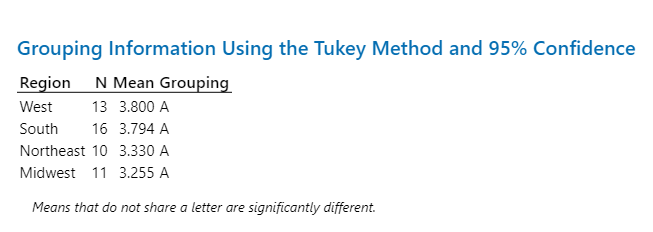 Grouping Information Using the Tukey Method and 95% Confidence
Region N Mean Grouping
West 13 3.800 A
South 16 3.794 A
Northeast 10 3.330 A
Midwest 11 3.255 A
Means that do not share a letter are significantly different.